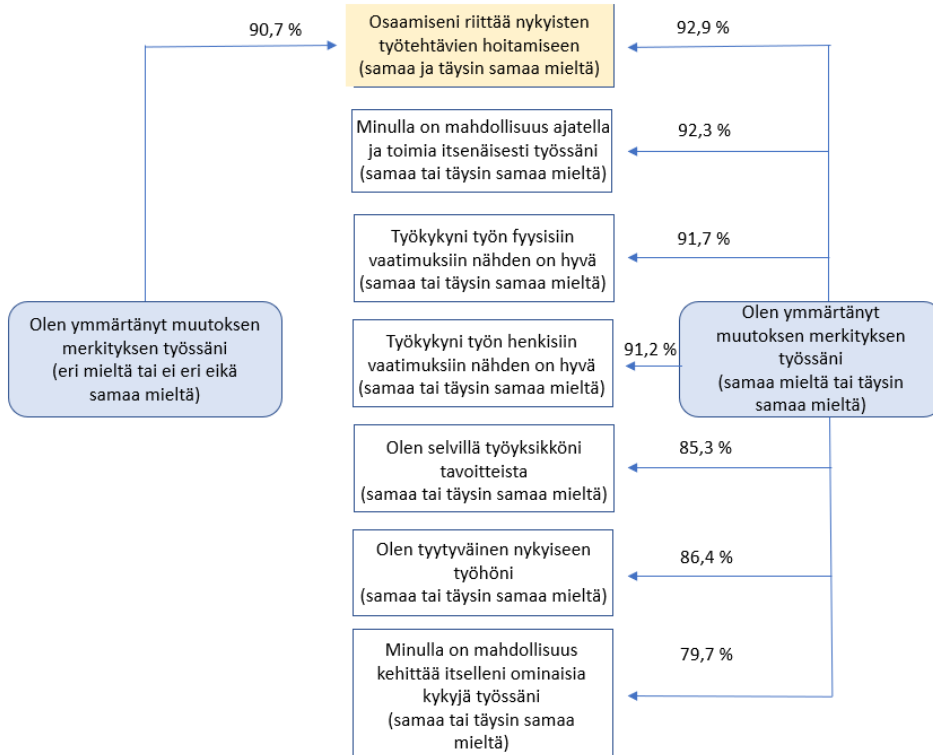 90,7 %
Osaamiseni riittää nykyisten
työtehtävien hoitamiseen
(samaa ja täysin samaa mieltä)
92,9 %
Minulla on mahdollisuus ajatella
ja toimia itsenäisesti työssäni
(samaa tai täysin samaa mieltä)
92,3 %
Työkykyni työn fyysisiin
vaatimuksiin nähden on hyvä
(samaa tai täysin samaa mieltä)
91,7 %
Olen ymmärtänyt muutoksen
merkityksen työssäni
(eri mieltä tai ei eri eikä
samaa mieltä)
Työkykyni työn henkisiin
vaatimuksiin nähden on hyvä
(samaa tai täysin samaa mieltä)
91,2 %
Olen ymmärtänyt
muutoksen merkityksen
työssäni
(samaa mieltä tai täysin
samaa mieltä)
Olen selvillä työyksikköni
tavoitteista
(samaa tai täysin samaa mieltä)
85,3 %
Olen tyytyväinen nykyiseen
työhöni
(samaa tai täysin samaa mieltä)
86,4 %
Minulla on mahdollisuus
kehittää itselleni ominaisia
kykyjä työssäni
(samaa tai täysin samaa
mieltä)
79,7 %